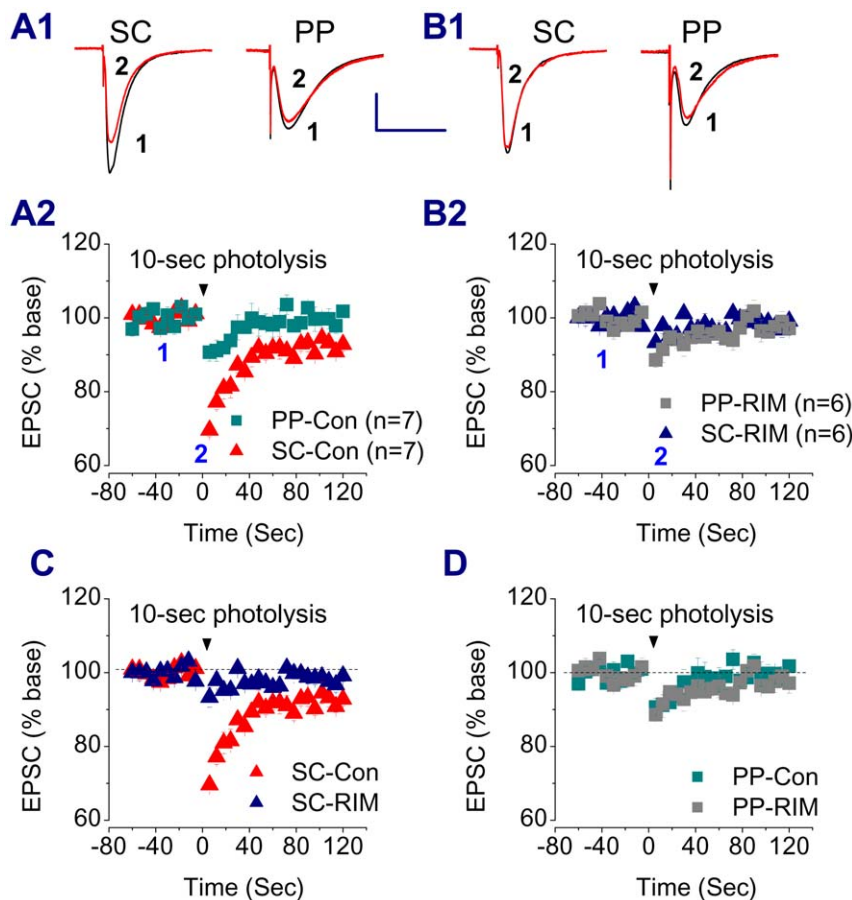 A1
SC
PP
2
1
2
1
B1
SC
PP
2
1
2
1
A2
120
100
80
60
EPSC (% base)
10-sec photolysis
1
2
PP-Con (n=7)
SC-Con (n=7)
-80 -40 0 40 80 120
Time (Sec)
B2
120
100
80
60
EPSC (% base)
10-sec photolysis
1
2
PP-RIM (n=6)
SC-RIM (n=6)
-80 -40 0 40 80 120
Time (Sec)
C
120
100
80
60
EPSC (% base)
10-sec photolysis
SC-Con
SC-RIM
-80 -40 0 40 80 120
Time (Sec)
D
120
100
80
60
EPSC (% base)
10-sec photolysis
PP-Con
PP-RIM
-80 -40 0 40 80 120
Time (Sec)